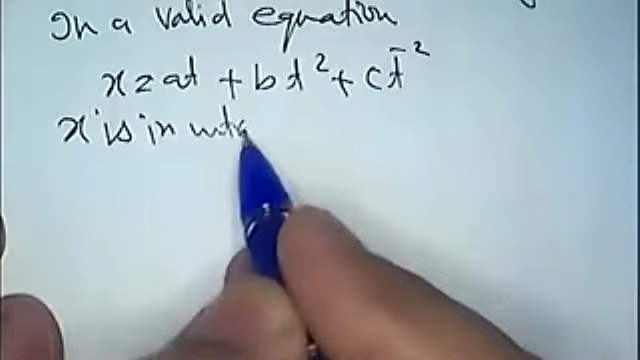 In a valid equation
x = at + bt² + ct⁻²
x is in